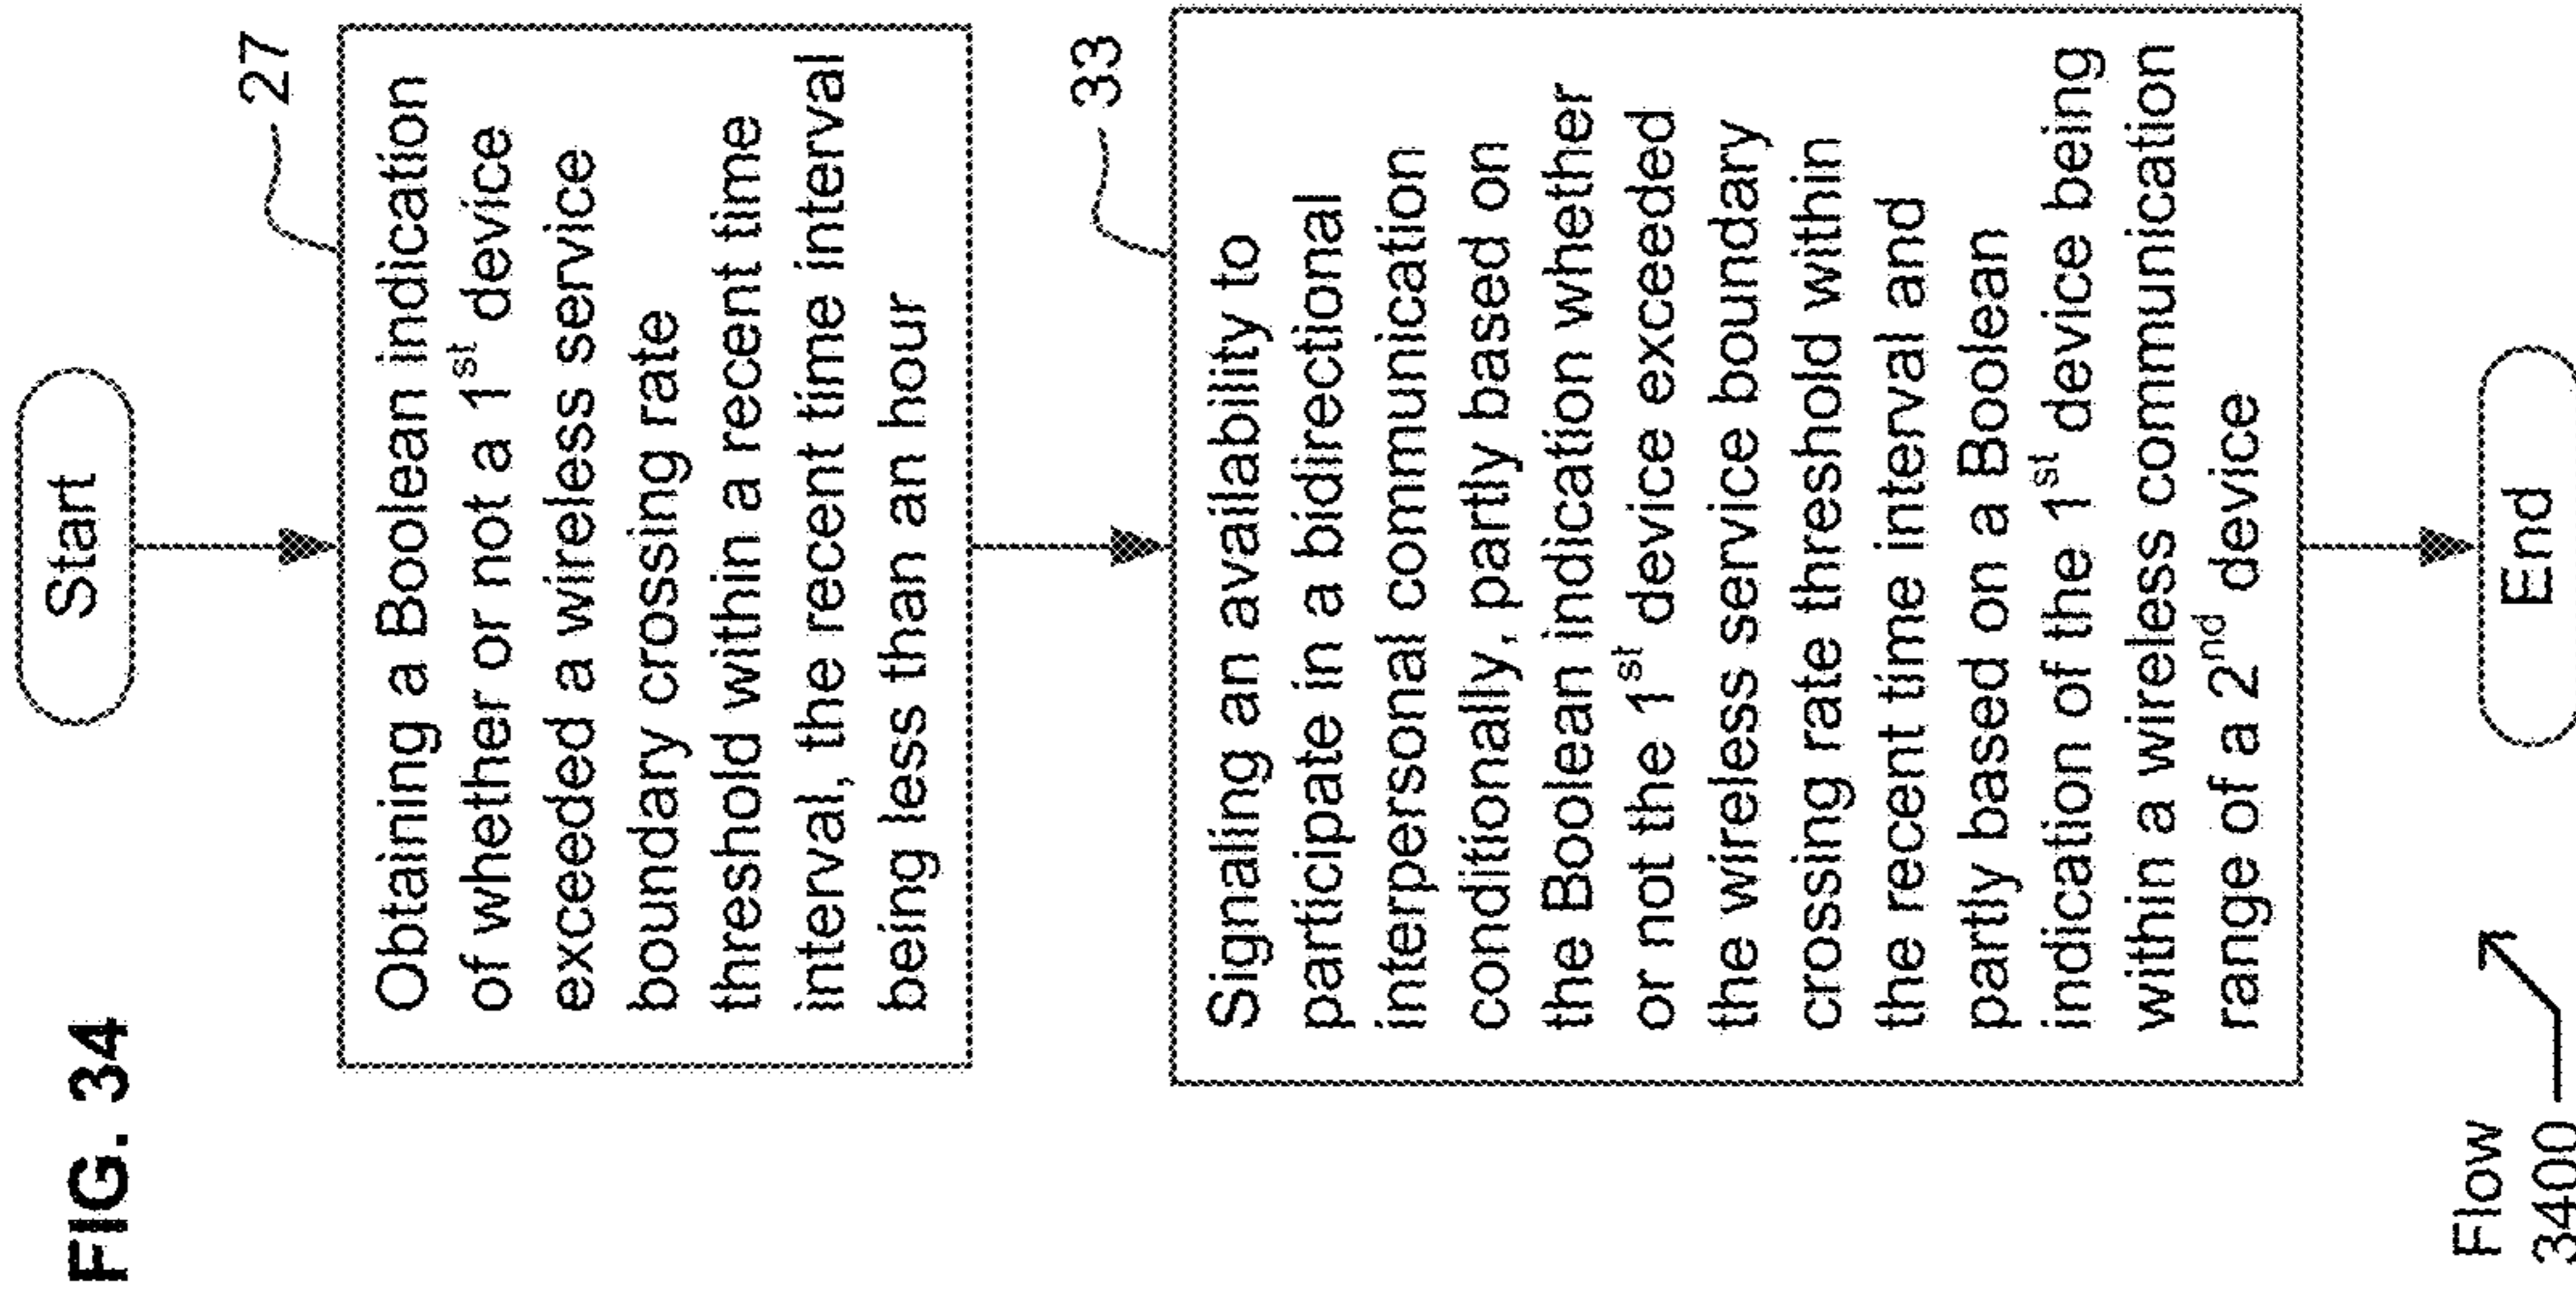 FIG. 34
Start
27
Obtaining a Boolean indication
of whether or not a 1st device
exceeded a wireless service
boundary crossing rate
threshold within a recent time
interval, the recent time interval
being less than an hour
33
Signaling an availability to
participate in a bidirectional
interpersonal communication
conditionally, partly based on
the Boolean indication whether
or not the 1st device exceeded
the wireless service boundary
crossing rate threshold within
the recent time interval and
partly based on a Boolean
indication of the 1st device being
within a wireless communication
range of a 2nd device
End
Flow
3400